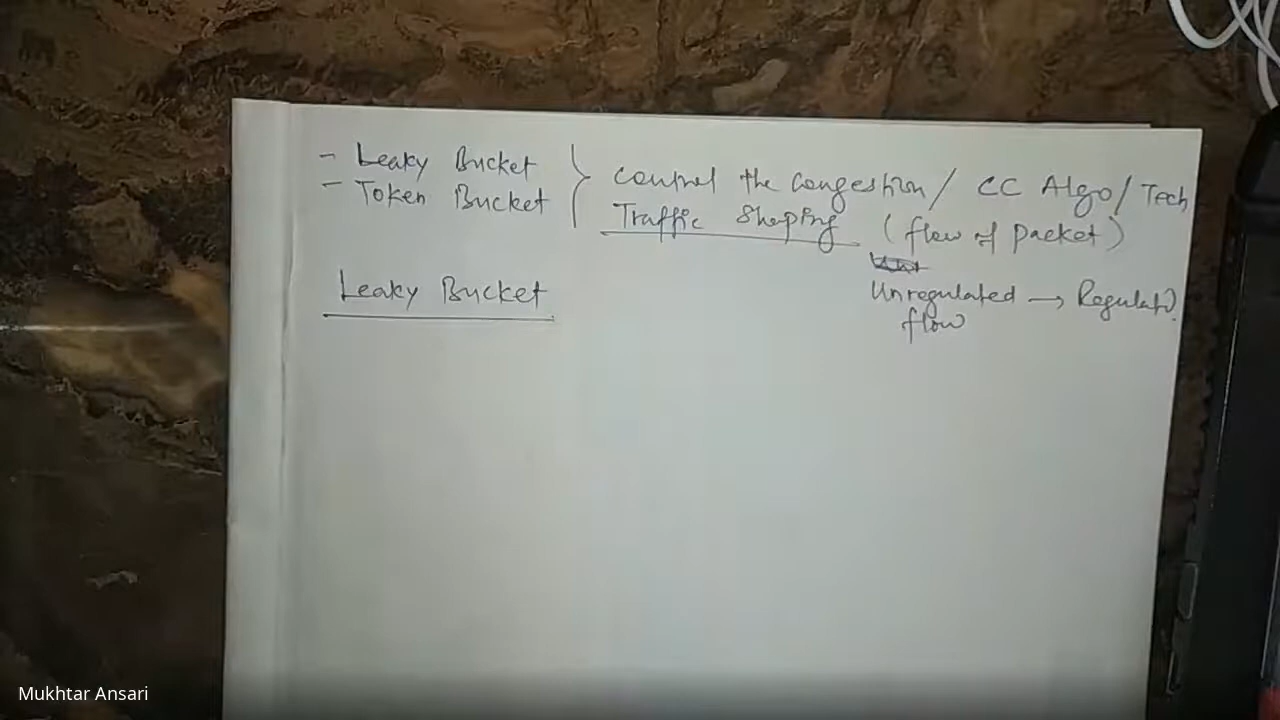 - Leaky Bucket
- Token Bucket
control the congestion / CC Algo / Tech
Traffic Shaping (flow of packet)
Leaky Bucket
Unregulated → Regulated
flow
Mukhtar Ansari